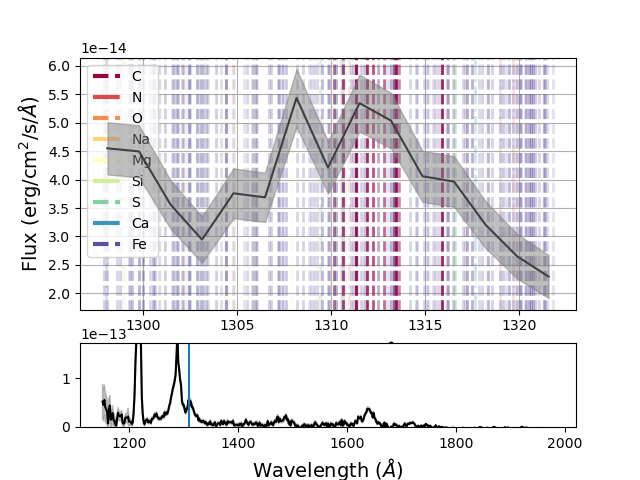 1e−14
6.0
5.5
5.0
4.5
4.0
3.5
3.0
2.5
2.0
Flux (erg/cm²/s/Å)
C
N
O
Na
Mg
Si
S
Ca
Fe
1300 1305 1310 1315 1320
1e−13
1
0
1200 1400 1600 1800 2000
Wavelength (Å)